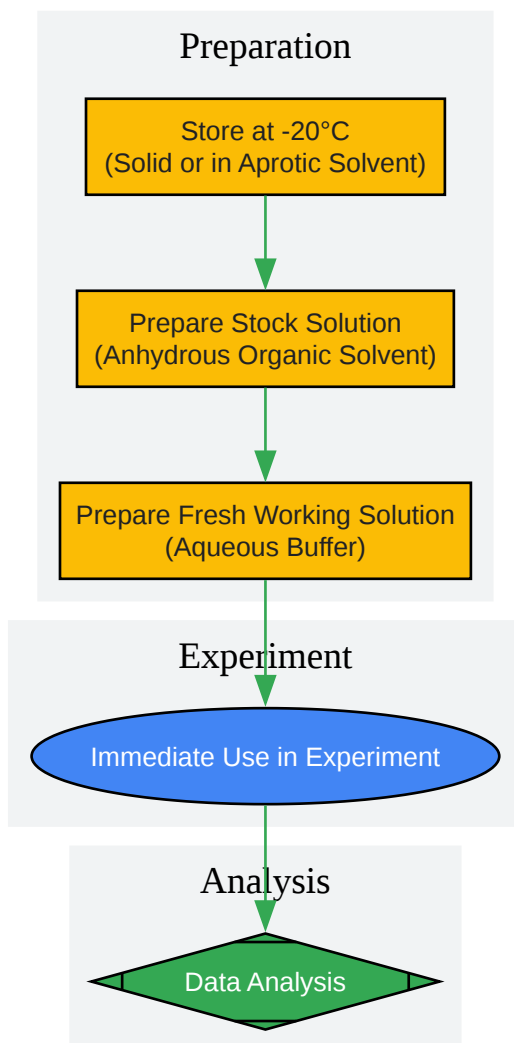 Preparation
Store at -20°C
(Solid or in Aprotic Solvent)
Prepare Stock Solution
(Anhydrous Organic Solvent)
Prepare Fresh Working Solution
(Aqueous Buffer)
Experiment
Immediate Use in Experiment
Analysis
Data Analysis